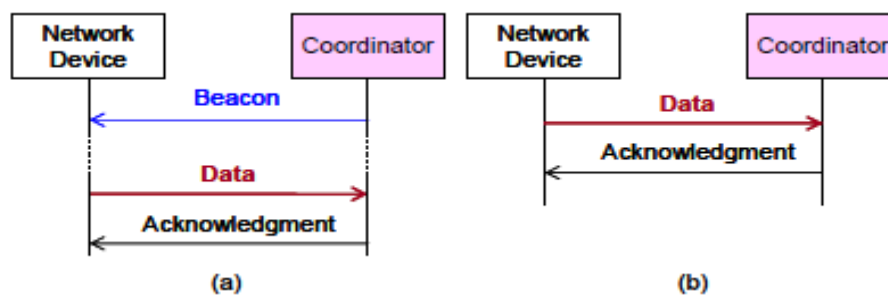 Network
Device
Coordinator
Beacon
Data
Acknowledgment
(a)
Network
Device
Coordinator
Data
Acknowledgment
(b)